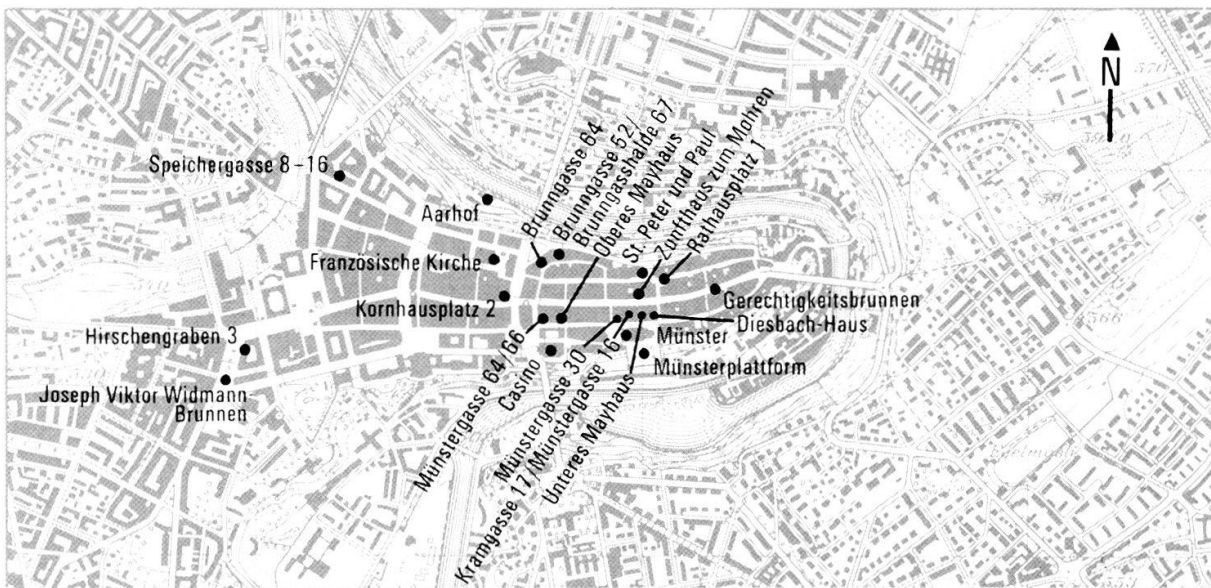 N
Speichergasse 8–16
Aarhof
Französische Kirche
Kornhausplatz 2
Hirschengraben 3
Joseph Viktor Widmann
Brunnen
Brunngasse 64
Brunngasse 52/
Brunngasshalde 67
Oberes Mayhaus
St. Peter und Paul
Zunfthaus zum Mohren
Rathausplatz 1
Gerechtigkeitsbrunnen
Diesbach-Haus
Münster
Münsterplattform
Münstergasse 64/66
Casino
Münstergasse 30
Kramgasse 17/Münstergasse 16
Unteres Mayhaus